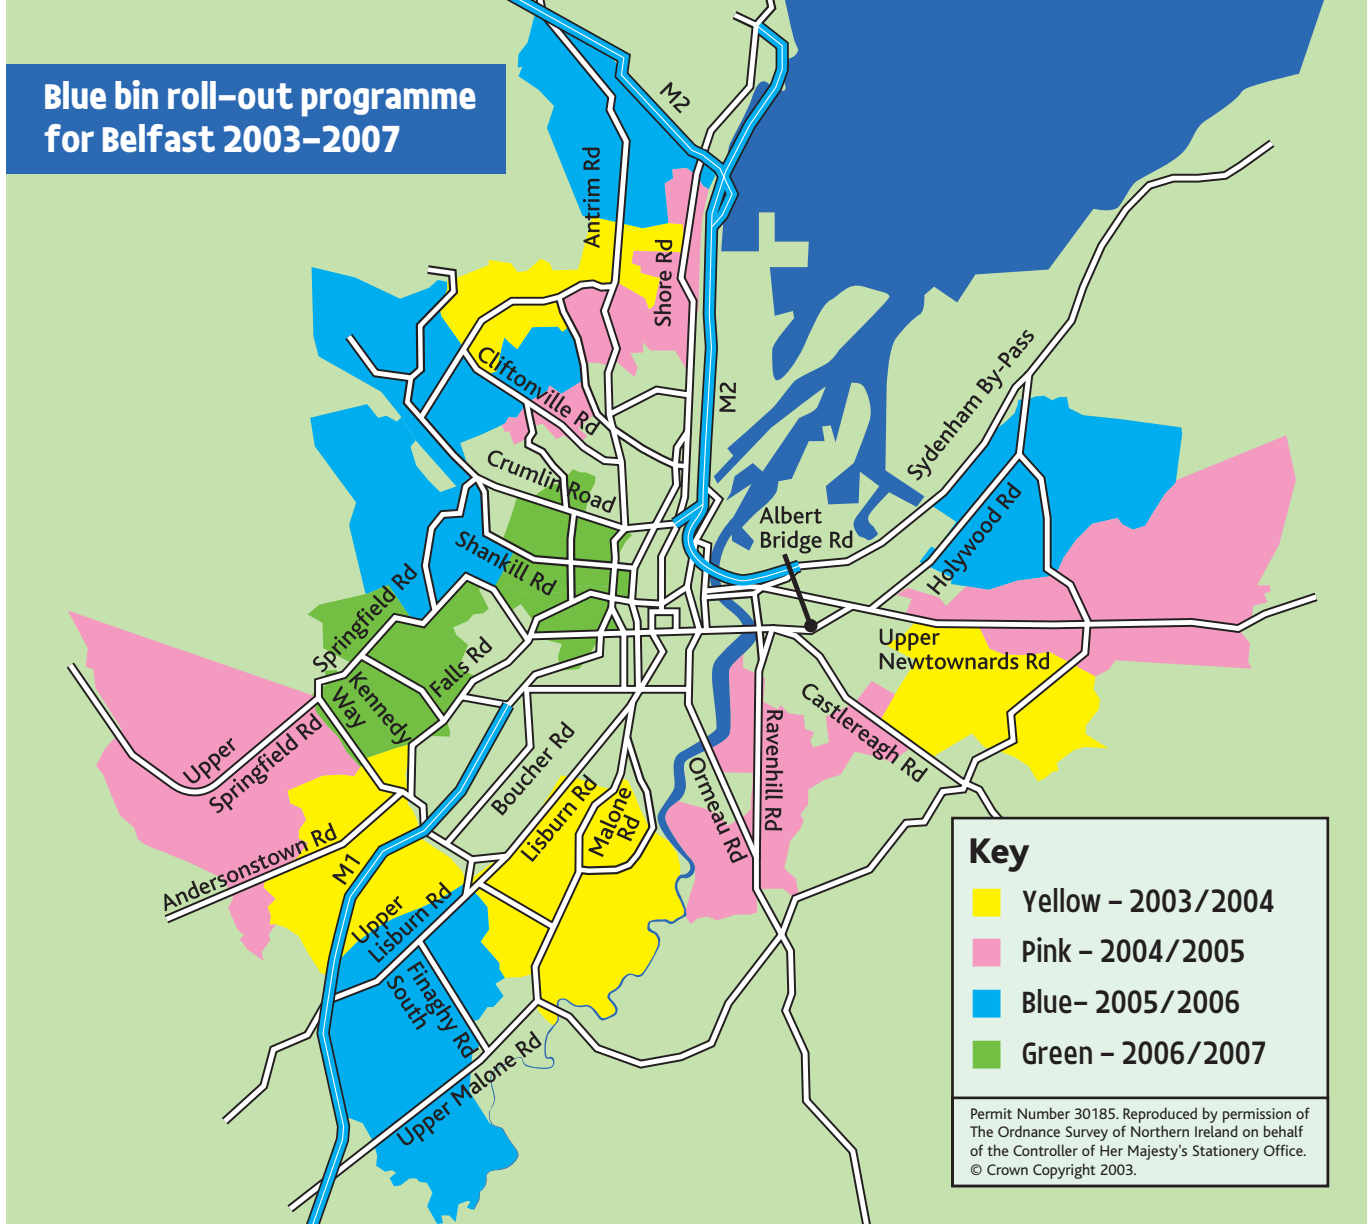 Blue bin roll–out programme
for Belfast 2003–2007
M2
Antrim Rd
Shore Rd
Cliftonville Rd
M2
Sydenham By-Pass
Crumlin Road
Albert
Bridge Rd
Holywood Rd
Shankill Rd
Springfield Rd
Upper
Newtownards Rd
Falls Rd
Kennedy
Way
Castlereagh Rd
Upper
Springfield Rd
Boucher Rd
Ravenhill Rd
Ormeau Rd
Lisburn Rd
Malone
Rd
Andersonstown Rd
M1
Upper
Lisburn Rd
Finaghy Rd
South
Upper Malone Rd
Key
Yellow – 2003/2004
Pink – 2004/2005
Blue– 2005/2006
Green – 2006/2007
Permit Number 30185. Reproduced by permission of
The Ordnance Survey of Northern Ireland on behalf
of the Controller of Her Majesty's Stationery Office.
© Crown Copyright 2003.